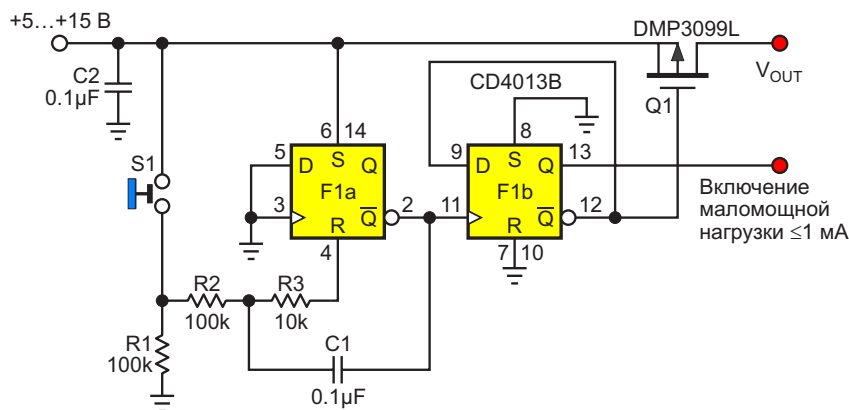 +5…+15 В
DMP3099L
C2
0.1µF
CD4013B
VOUT
Q1
6 14
8
S1
5
D
S
Q
9
D
S
Q
13
F1a
F1b
3
Q
2
11
Q
12
R
R
4
7 10
Включение
маломощной
нагрузки ≤1 мА
R2
R3
100k
10k
R1
100k
C1
0.1µF